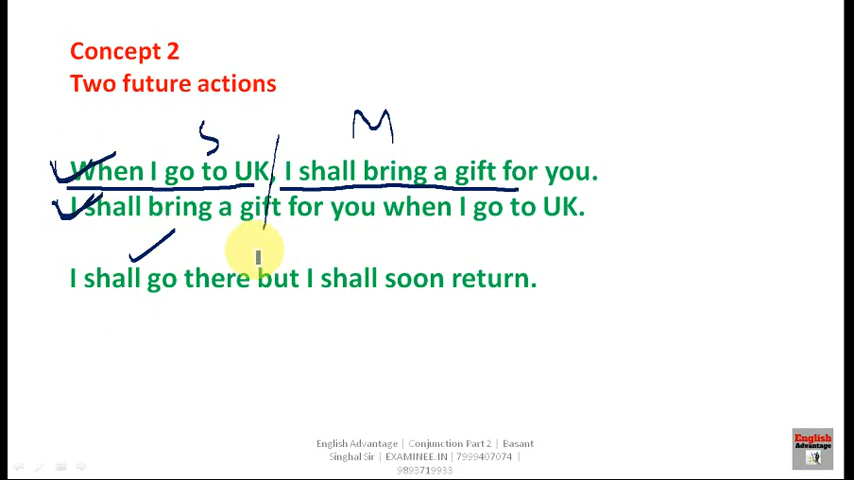 Concept 2
Two future actions
S M
When I go to UK, I shall bring a gift for you.
I shall bring a gift for you when I go to UK.
I shall go there but I shall soon return.
English Advantage | Conjunction Part 2 | Basant
Singhal Sir | EXAMINEE.IN | 7999407074 |
9893719933
English
Advantage